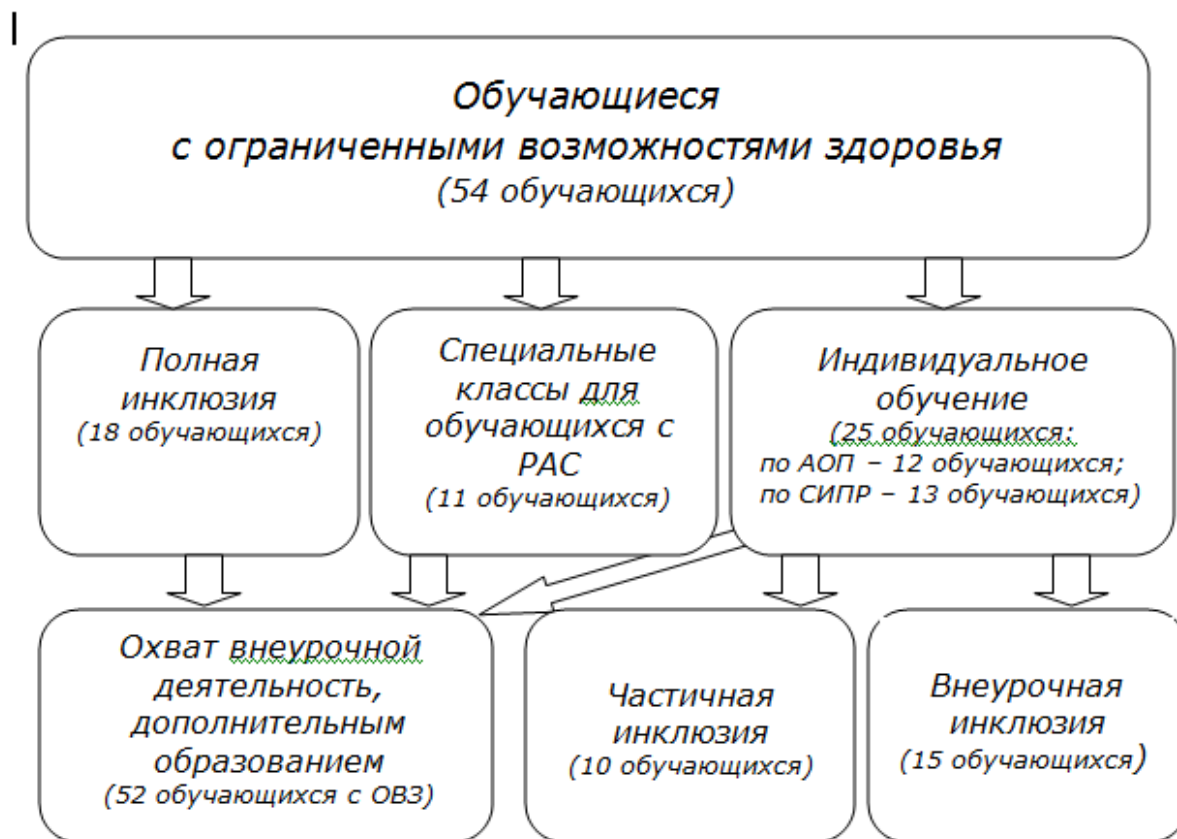 Обучающиеся
с ограниченными возможностями здоровья
(54 обучающихся)
Полная
инклюзия
(18 обучающихся)
Специальные
классы для
обучающихся с
РАС
(11 обучающихся)
Индивидуальное
обучение
(25 обучающихся:
по АОП – 12 обучающихся;
по СИПР – 13 обучающихся)
Охват внеурочной
деятельность,
дополнительным
образованием
(52 обучающихся с ОВЗ)
Частичная
инклюзия
(10 обучающихся)
Внеурочная
инклюзия
(15 обучающихся)